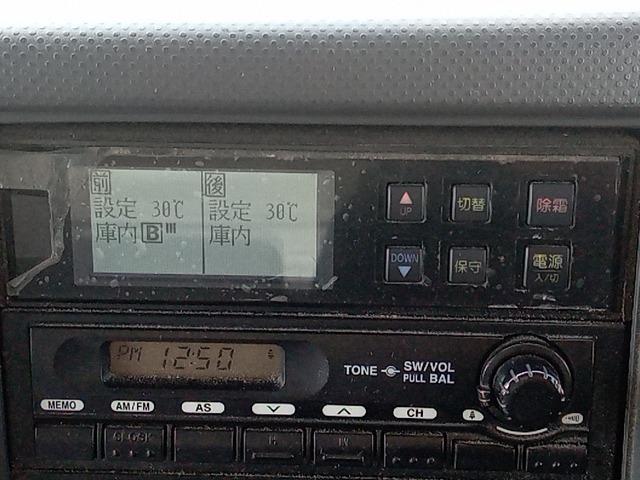 前 後
設定 30℃ 設定 30℃
庫内 B 庫内
UP 切替 除霜
DOWN 保守 電源
入/切
PM 12:50
TONE SW/VOL
PULL BAL
MEMO AM/FM AS CH
CLOCK